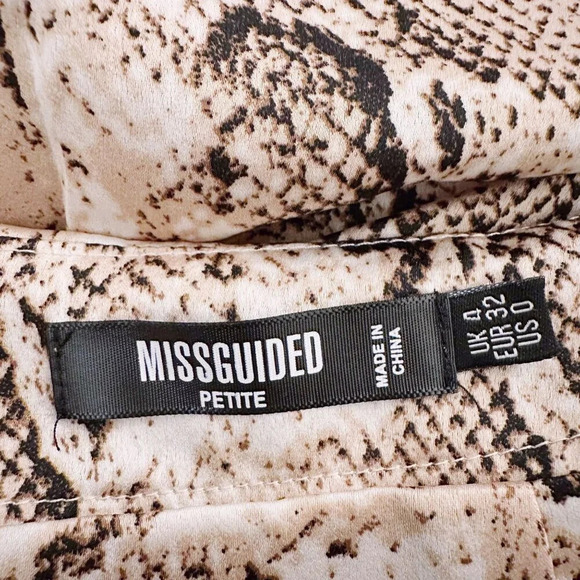 MISSGUIDED
PETITE
MADE IN
CHINA
UK 4
EUR 32
US 0